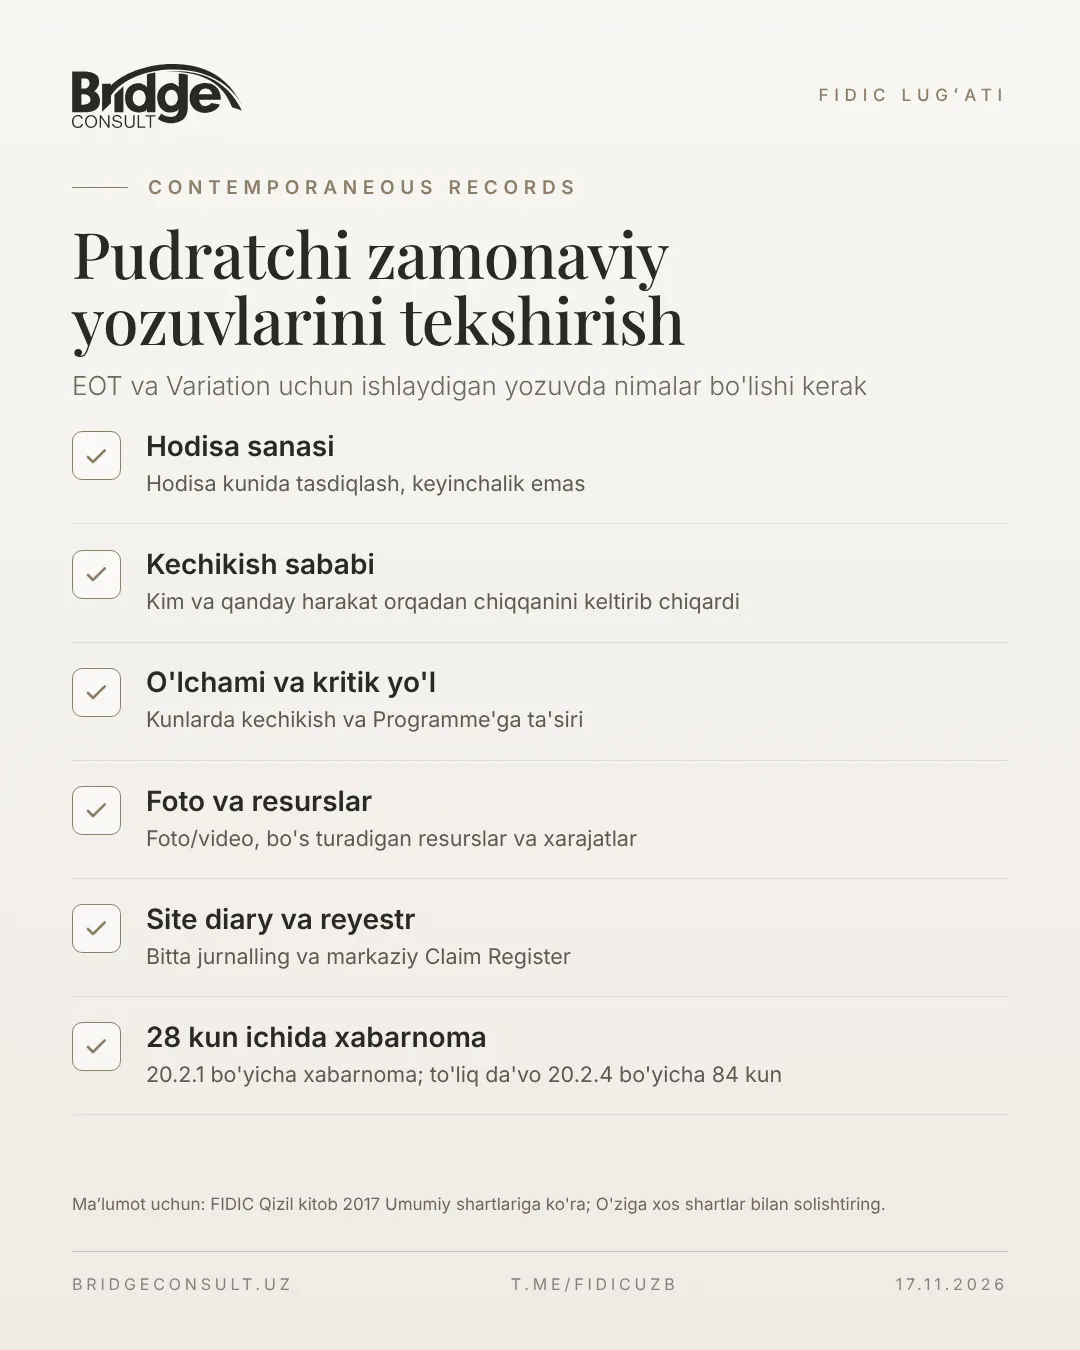 Bridge
CONSULT
FIDIC LUGʻATI
CONTEMPORANEOUS RECORDS
Pudratchi zamonaviy
yozuvlarini tekshirish
EOT va Variation uchun ishlaydigan yozuvda nimalar bo'lishi kerak
Hodisa sanasi
Hodisa kunida tasdiqlash, keyinchalik emas
Kechikish sababi
Kim va qanday harakat orqadan chiqqanini keltirib chiqardi
O'lchami va kritik yo'l
Kunlarda kechikish va Programme'ga ta'siri
Foto va resurslar
Foto/video, bo's turadigan resurslar va xarajatlar
Site diary va reyestr
Bitta jurnalling va markaziy Claim Register
28 kun ichida xabarnoma
20.2.1 bo'yicha xabarnoma; to'liq da'vo 20.2.4 bo'yicha 84 kun
Ma’lumot uchun: FIDIC Qizil kitob 2017 Umumiy shartlariga ko'ra; O'ziga xos shartlar bilan solishtiring.
BRIDGECONSULT.UZ
T.ME/FIDICUZB
17.11.2026